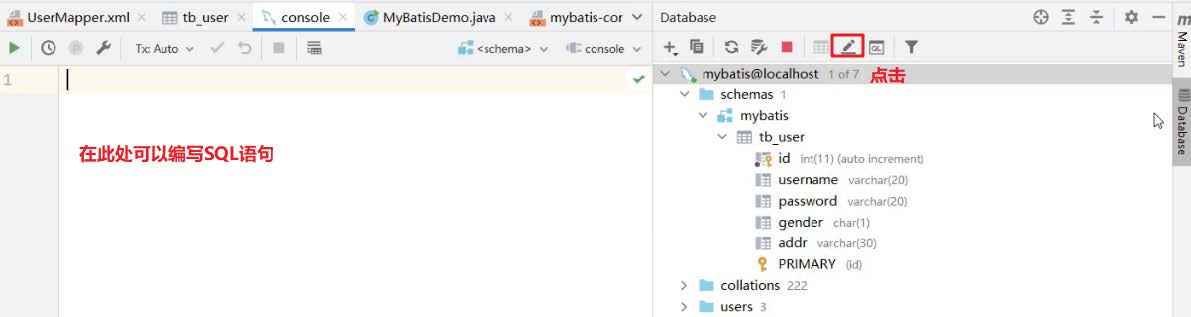 UserMapper.xml tb_user console MyBatisDemo.java mybatis-cor Database
Tx: Auto <schema> console QL
1
在此处可以编写SQL语句
mybatis@localhost 1 of 7 点击
schemas 1
mybatis
tb_user
id int(11) (auto increment)
username varchar(20)
password varchar(20)
gender char(1)
addr varchar(30)
PRIMARY (id)
collations 222
users 3
m
Maven
Database